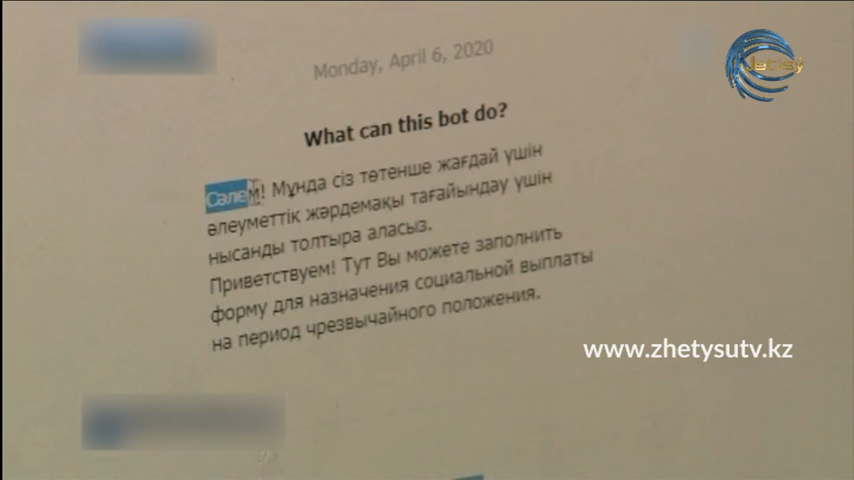 Monday, April 6, 2020
Jetisý
What can this bot do?
Сәлем! Мұнда сіз төтенше жағдай үшін
әлеуметтік жәрдемақы тағайындау үшін
нысанды толтыра аласыз.
Приветствуем! Тут Вы можете заполнить
форму для назначения социальной выплаты
на период чрезвычайного положения.
www.zhetysutv.kz